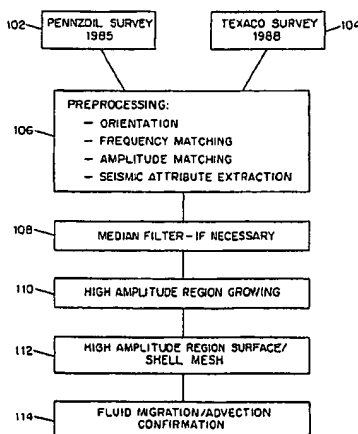 102
PENNZOIL SURVEY
1985
TEXACO SURVEY
1988
104
106
PREPROCESSING:
– ORIENTATION
– FREQUENCY MATCHING
– AMPLITUDE MATCHING
– SEISMIC ATTRIBUTE EXTRACTION
108
MEDIAN FILTER–IF NECESSARY
110
HIGH AMPLITUDE REGION GROWING
112
HIGH AMPLITUDE REGION SURFACE/
SHELL MESH
114
FLUID MIGRATION/ADVECTION
CONFIRMATION